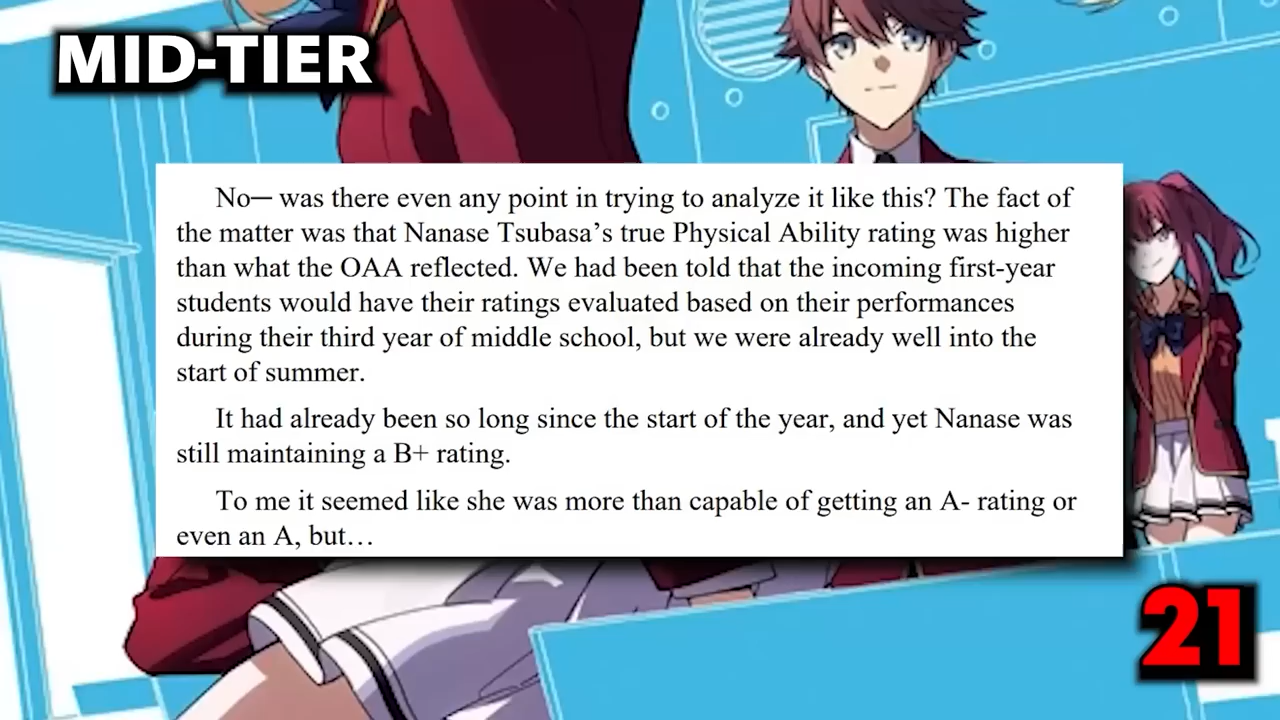 MID-TIER
No— was there even any point in trying to analyze it like this? The fact of
the matter was that Nanase Tsubasa’s true Physical Ability rating was higher
than what the OAA reflected. We had been told that the incoming first-year
students would have their ratings evaluated based on their performances
during their third year of middle school, but we were already well into the
start of summer.
It had already been so long since the start of the year, and yet Nanase was
still maintaining a B+ rating.
To me it seemed like she was more than capable of getting an A- rating or
even an A, but…
21